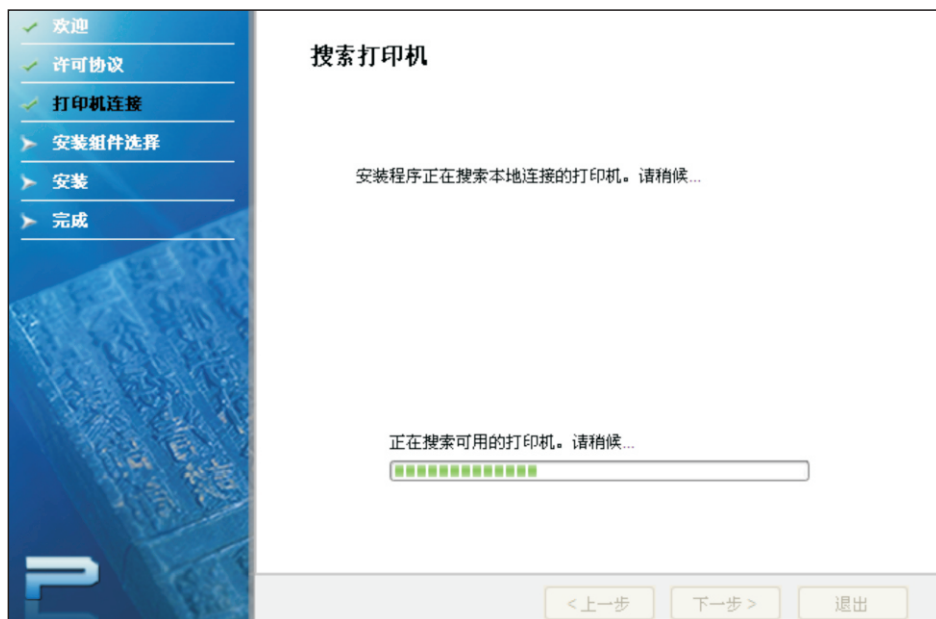 欢迎
许可协议
打印机连接
安装组件选择
安装
完成
搜索打印机
安装程序正在搜索本地连接的打印机。请稍候...
正在搜索可用的打印机。请稍候...
<上一步
下一步>
退出